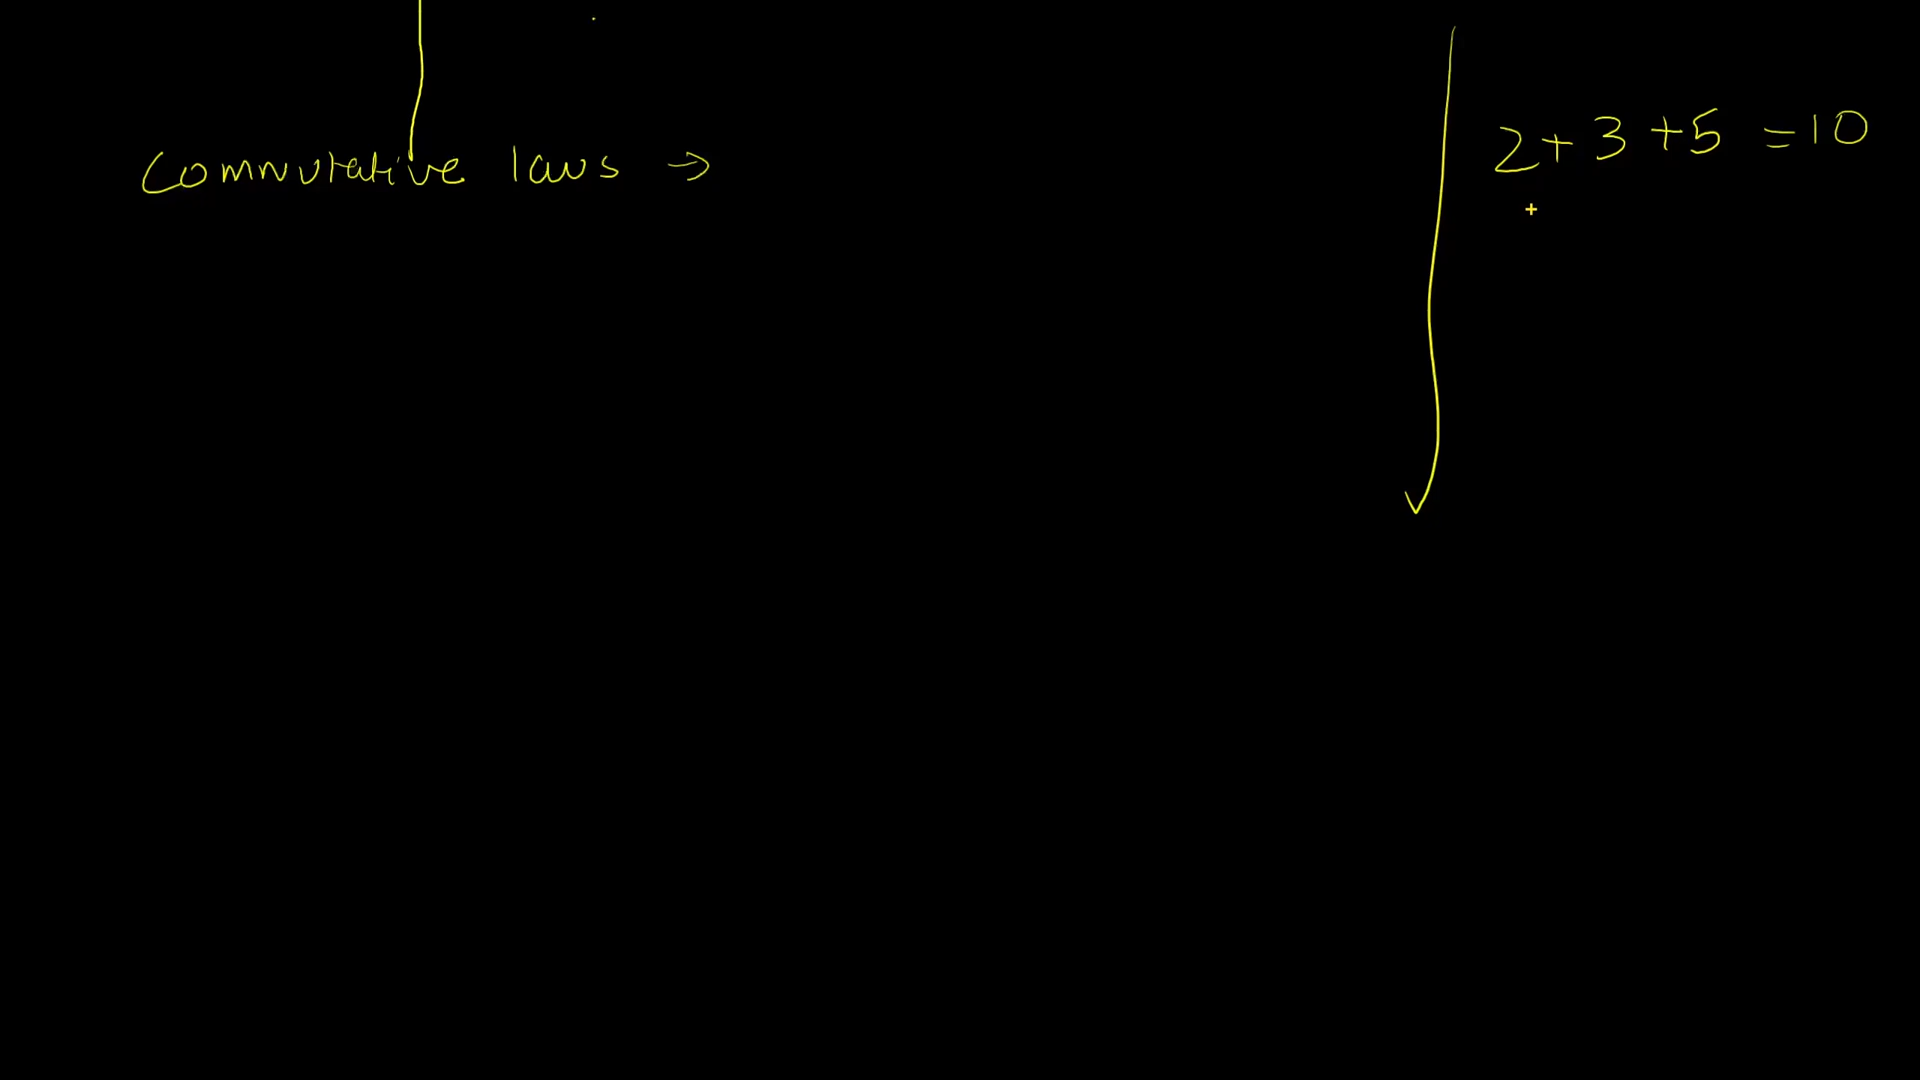 Commutative laws →
2 + 3 + 5 = 10